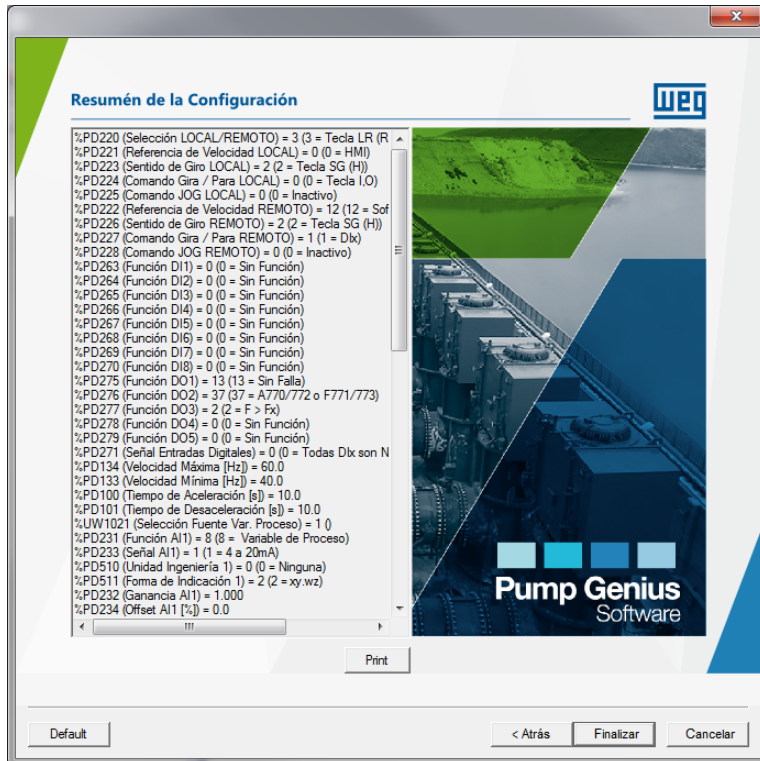 Resumén de la Configuración
weg
%PD220 (Selección LOCAL/REMOTO) = 3 (3 = Tecla LR (R
%PD221 (Referencia de Velocidad LOCAL) = 0 (0 = HMI)
%PD223 (Sentido de Giro LOCAL) = 2 (2 = Tecla SG (H))
%PD224 (Comando Gira / Para LOCAL) = 0 (0 = Tecla I,O)
%PD225 (Comando JOG LOCAL) = 0 (0 = Inactivo)
%PD222 (Referencia de Velocidad REMOTO) = 12 (12 = Sof
%PD226 (Sentido de Giro REMOTO) = 2 (2 = Tecla SG (H))
%PD227 (Comando Gira / Para REMOTO) = 1 (1 = DIx)
%PD228 (Comando JOG REMOTO) = 0 (0 = Inactivo)
%PD263 (Función DI1) = 0 (0 = Sin Función)
%PD264 (Función DI2) = 0 (0 = Sin Función)
%PD265 (Función DI3) = 0 (0 = Sin Función)
%PD266 (Función DI4) = 0 (0 = Sin Función)
%PD267 (Función DI5) = 0 (0 = Sin Función)
%PD268 (Función DI6) = 0 (0 = Sin Función)
%PD269 (Función DI7) = 0 (0 = Sin Función)
%PD270 (Función DI8) = 0 (0 = Sin Función)
%PD275 (Función DO1) = 13 (13 = Sin Falla)
%PD276 (Función DO2) = 37 (37 = A770/772 o F771/773)
%PD277 (Función DO3) = 2 (2 = F > Fx)
%PD278 (Función DO4) = 0 (0 = Sin Función)
%PD279 (Función DO5) = 0 (0 = Sin Función)
%PD271 (Señal Entradas Digitales) = 0 (0 = Todas DIx son N
%PD134 (Velocidad Máxima [Hz]) = 60.0
%PD133 (Velocidad Mínima [Hz]) = 40.0
%PD100 (Tiempo de Aceleración [s]) = 10.0
%PD101 (Tiempo de Desaceleración [s]) = 10.0
%UW1021 (Selección Fuente Var. Proceso) = 1 ()
%PD231 (Función AI1) = 8 (8 =  Variable de Proceso)
%PD233 (Señal AI1) = 1 (1 = 4 a 20mA)
%PD510 (Unidad Ingeniería 1) = 0 (0 = Ninguna)
%PD511 (Forma de Indicación 1) = 2 (2 = xy.wz)
%PD232 (Ganancia AI1) = 1.000
%PD234 (Offset AI1 [%]) = 0.0
Pump Genius
Software
Print
Default
< Atrás
Finalizar
Cancelar